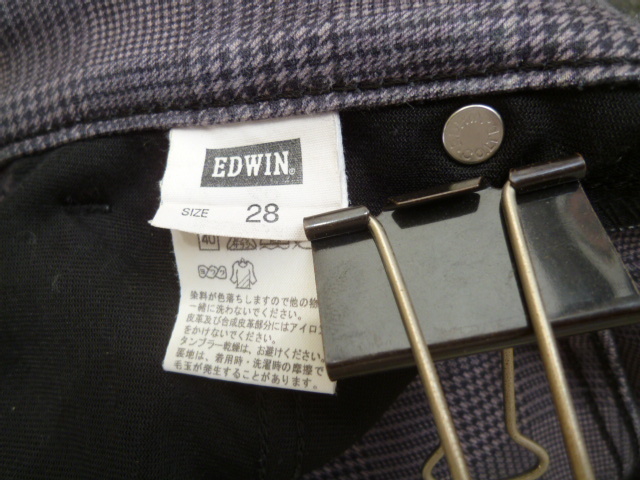 EDWIN
SIZE 28
40
染料が色落ちしますので他の物
一緒に洗わないでください。
皮革及び合成皮革部分にはアイロン
をかけないでください。
タンブラー乾燥は、お避けください。
裏地は、着用時・洗濯時の摩擦で
毛玉が発生することがあります。